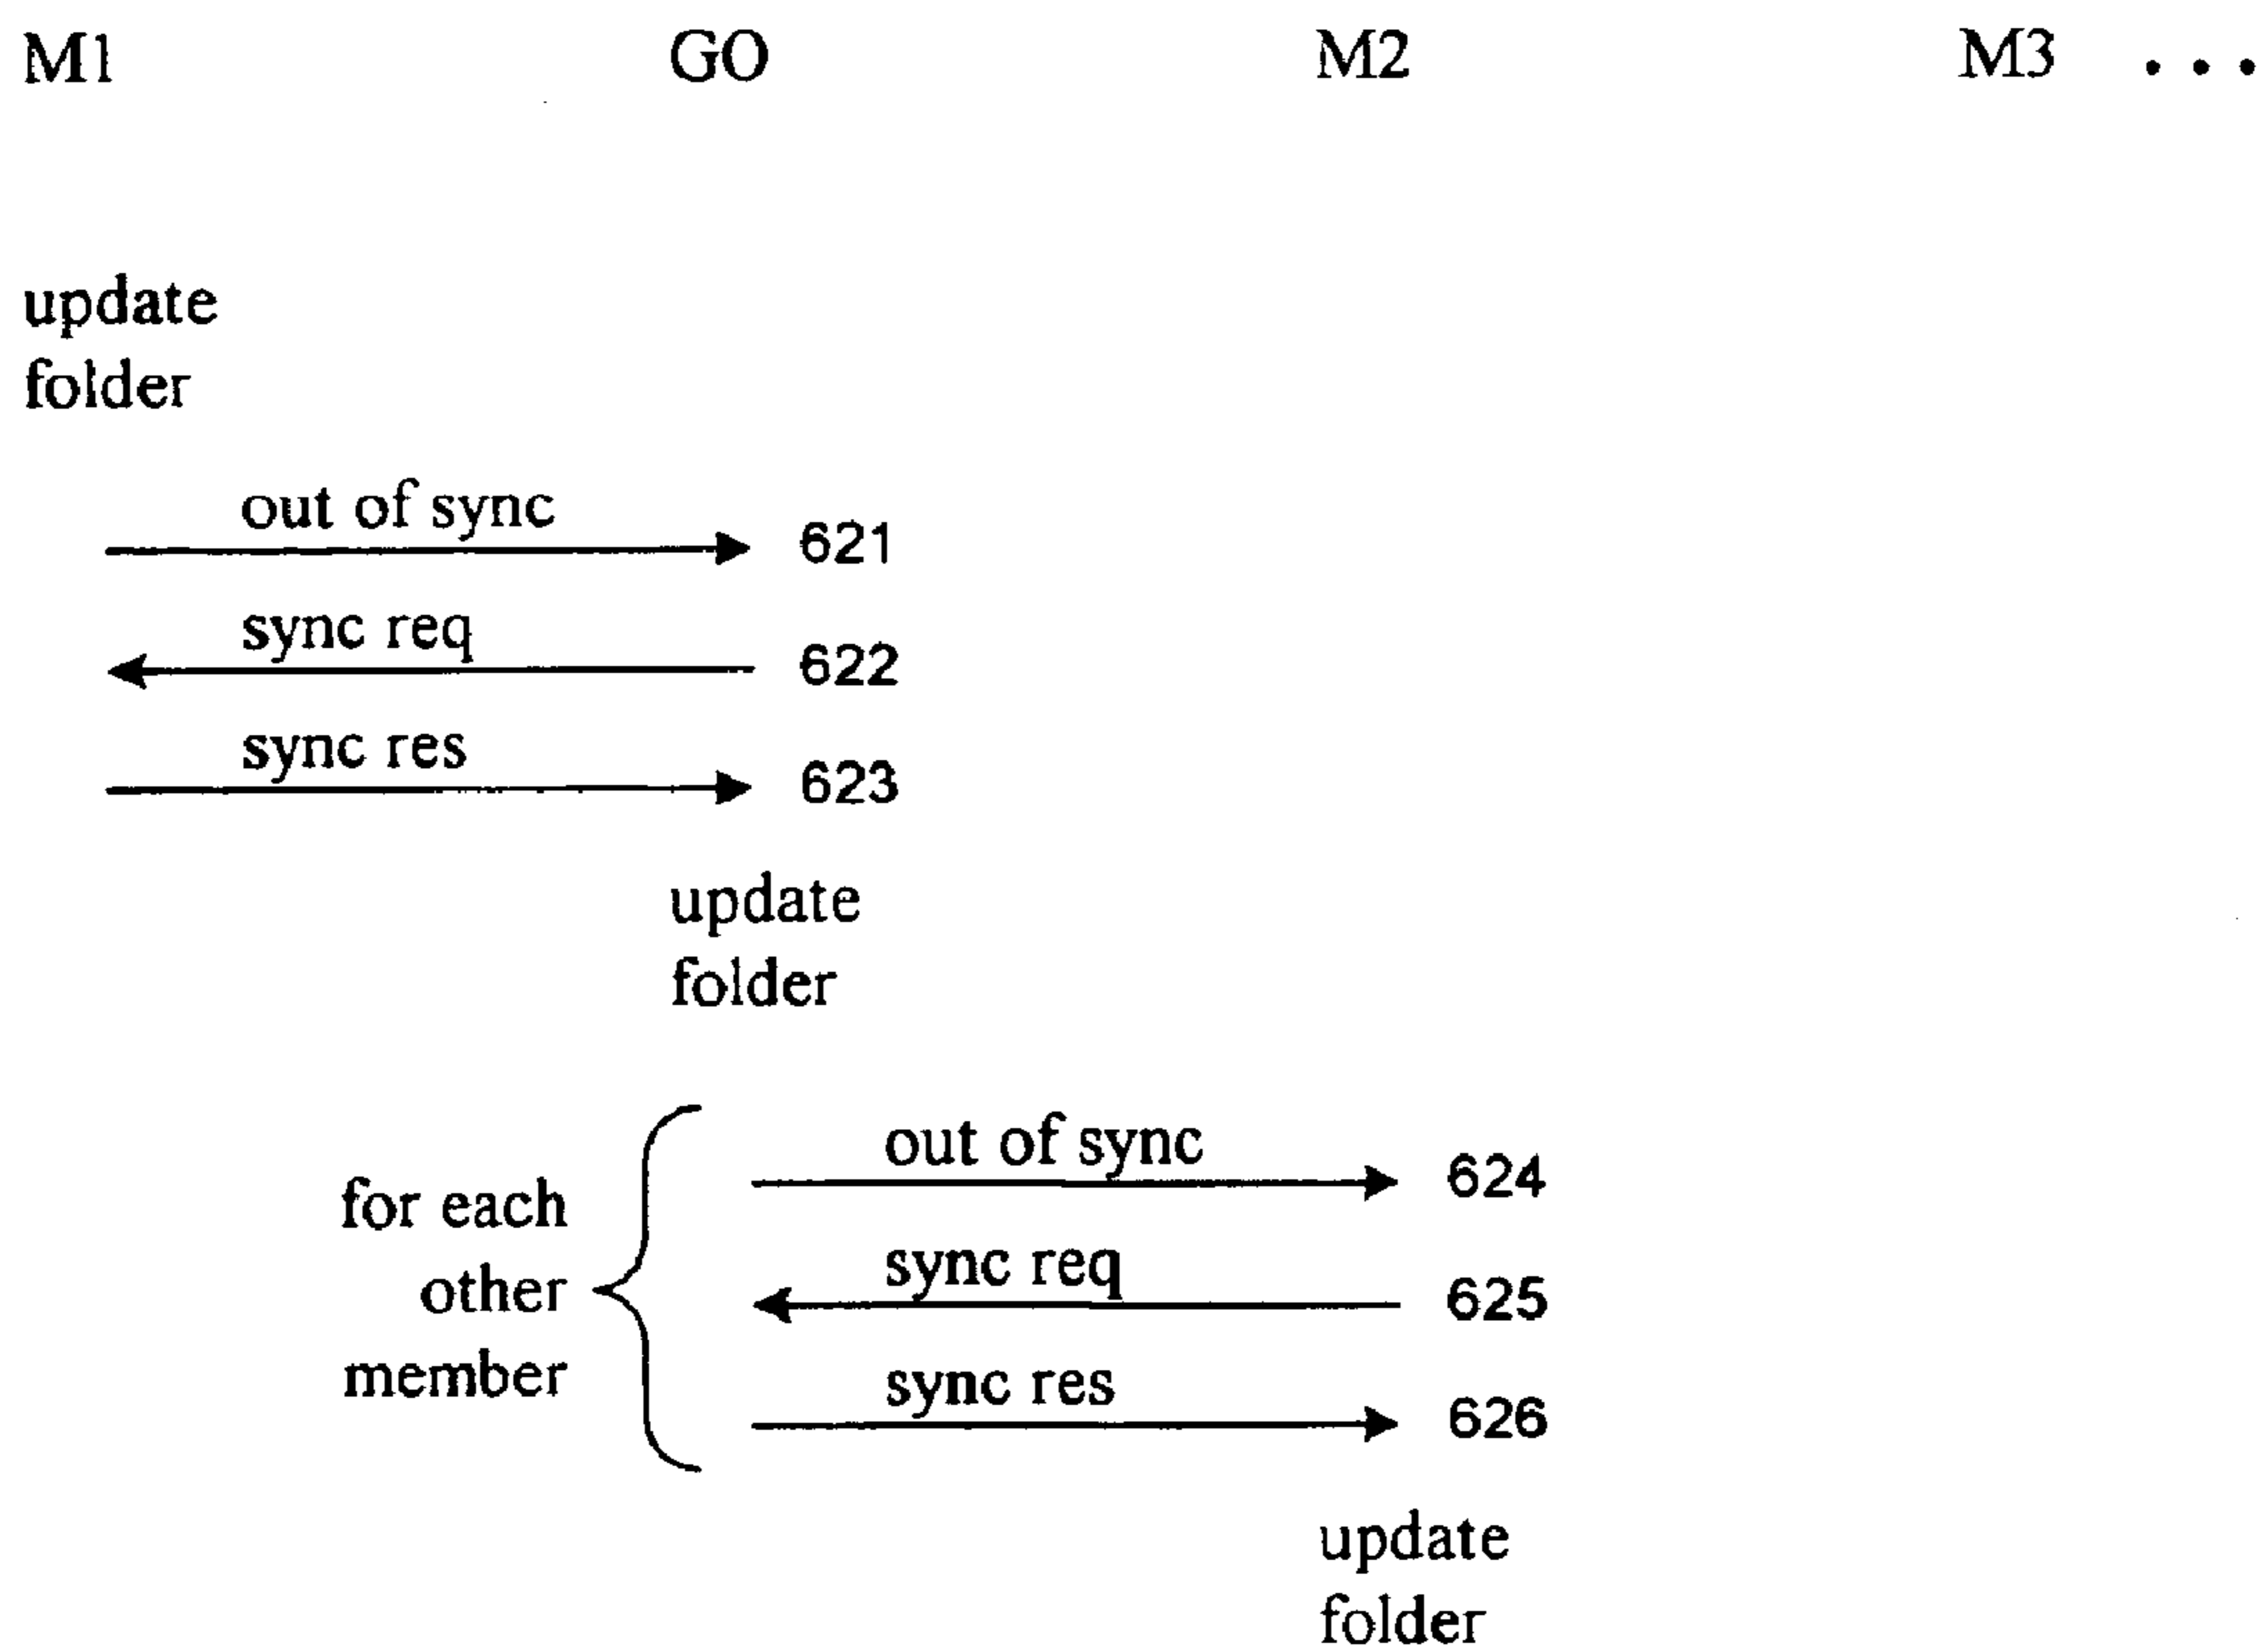 M1 GO M2 M3 . . .
update
folder
out of sync 621
sync req 622
sync res 623
update
folder
out of sync 624
for each
sync req 625
other
member
sync res 626
update
folder